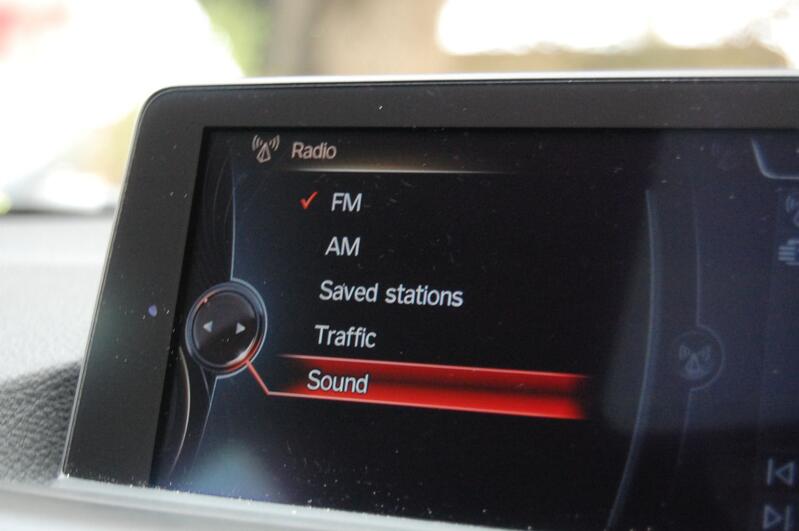 Radio
FM
AM
Saved stations
Traffic
Sound